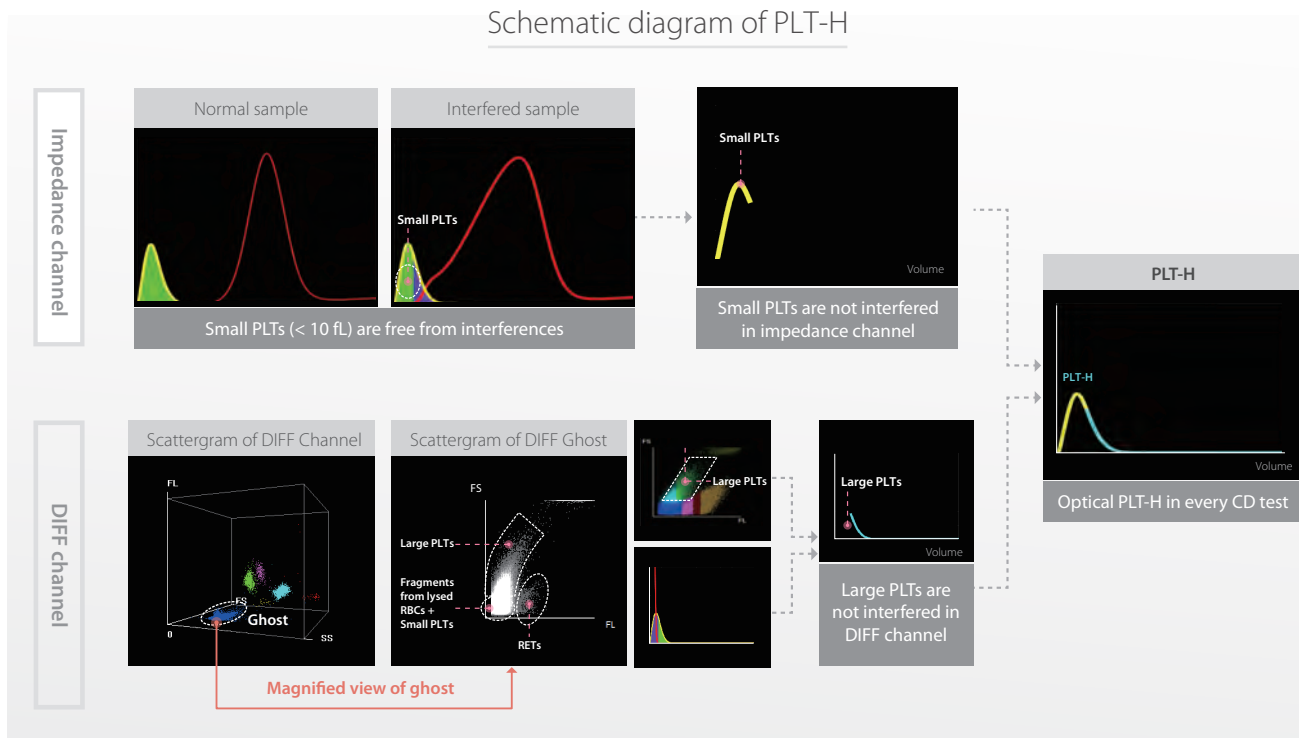 Schematic diagram of PLT-H
Impedance channel
Normal sample
Interfered sample
Small PLTs
Small PLTs (< 10 fL) are free from interferences
Small PLTs
Volume
Small PLTs are not interfered
in impedance channel
PLT-H
PLT-H
Volume
Optical PLT-H in every CD test
DIFF channel
Scattergram of DIFF Channel
FL
FS
Ghost
0
SS
Scattergram of DIFF Ghost
FS
Large PLTs
Fragments
from lysed
RBCs +
Small PLTs
FL
RETs
Magnified view of ghost
FS
Large PLTs
FL
Large PLTs
Volume
Large PLTs are
not interfered in
DIFF channel